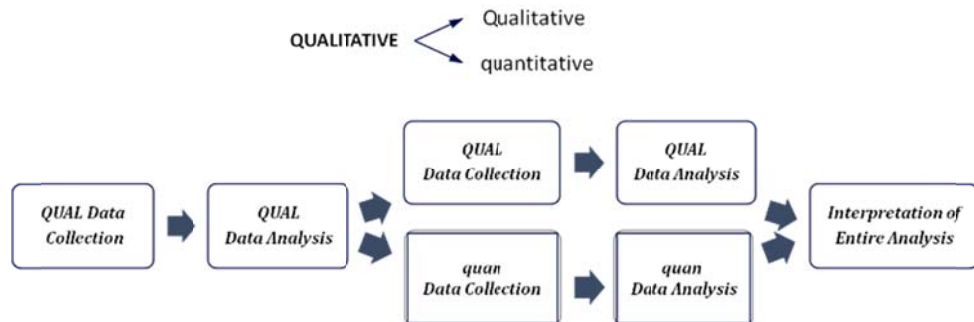 Qualitative
QUALITATIVE
quantitative
QUAL Data
Collection
QUAL
Data Analysis
QUAL
Data Collection
QUAL
Data Analysis
quan
Data Collection
quan
Data Analysis
Interpretation of
Entire Analysis